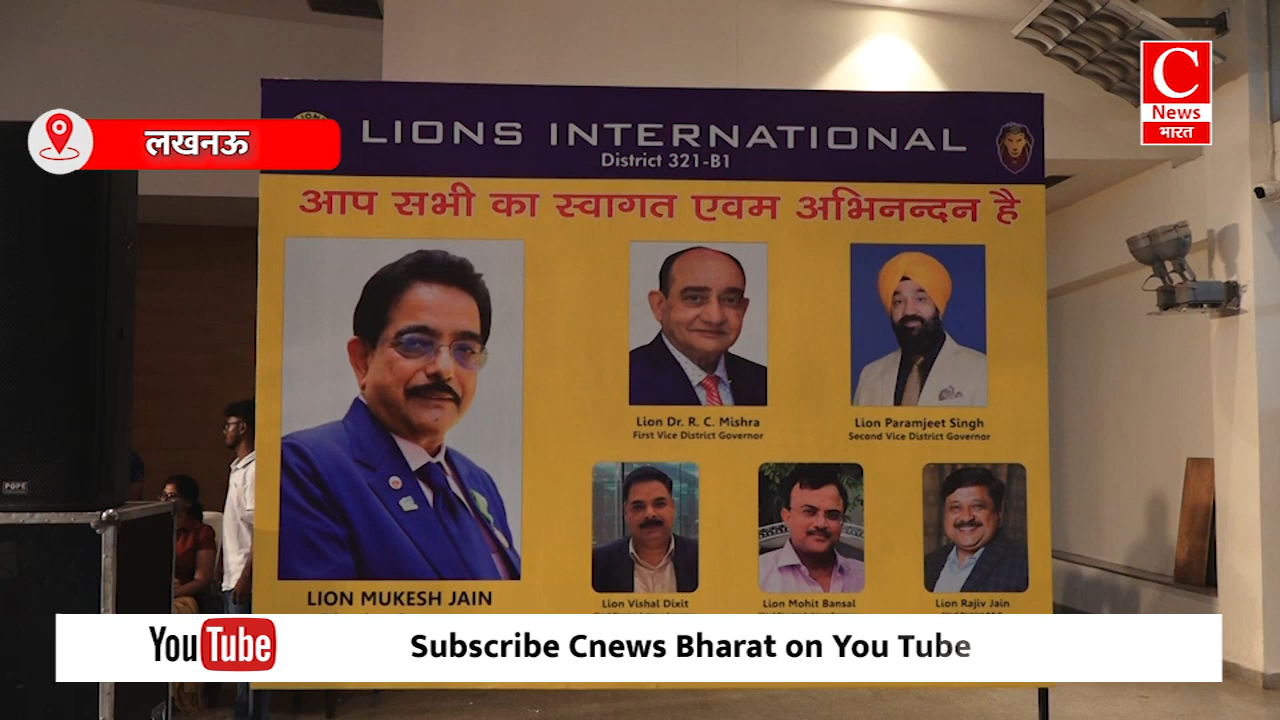 लखनऊ
LIONS INTERNATIONAL
District 321-B1
C
News
भारत
आप सभी का स्वागत एवम अभिनन्दन है
Lion Dr. R. C. Mishra
First Vice District Governor
Lion Paramjeet Singh
Second Vice District Governor
LION MUKESH JAIN
Lion Vishal Dixit
Lion Mohit Bansal
Lion Rajiv Jain
POPE
YouTube
Subscribe Cnews Bharat on You Tube